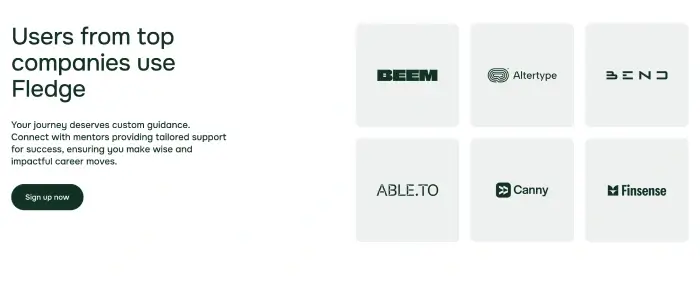 Users from top
companies use
Fledge
Your journey deserves custom guidance.
Connect with mentors providing tailored support
for success, ensuring you make wise and
impactful career moves.
Sign up now
BEEM
Altertype
BEND
ABLE.TO
Canny
Finsense